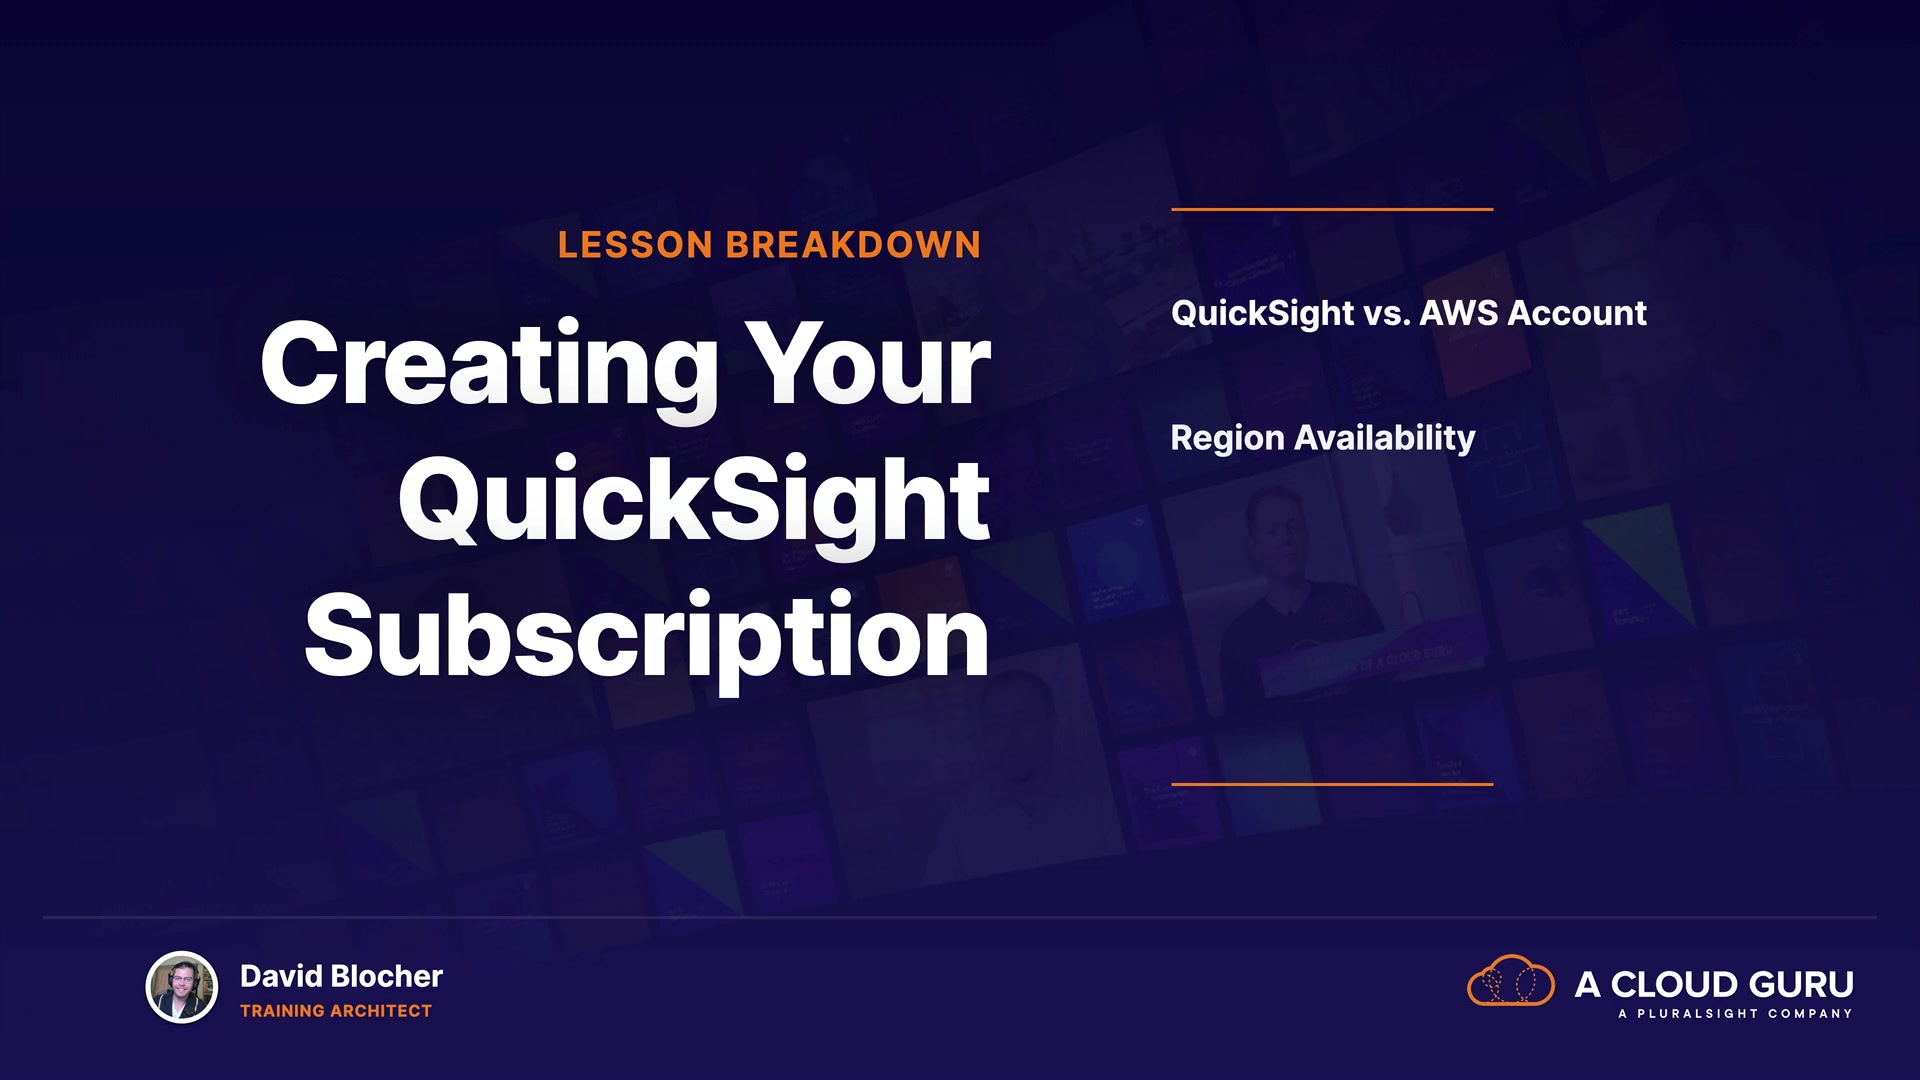 LESSON BREAKDOWN
Creating Your
QuickSight
Subscription
QuickSight vs. AWS Account
Region Availability
David Blocher
TRAINING ARCHITECT
A CLOUD GURU
A PLURALSIGHT COMPANY